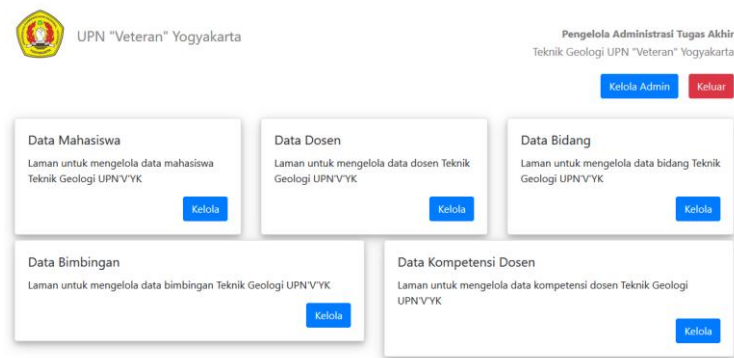 UPN "Veteran" Yogyakarta
Pengelola Administrasi Tugas Akhir
Teknik Geologi UPN "Veteran" Yogyakarta
Kelola Admin
Keluar
Data Mahasiswa
Laman untuk mengelola data mahasiswa
Teknik Geologi UPN'V'YK
Kelola
Data Dosen
Laman untuk mengelola data dosen Teknik
Geologi UPN'V'YK
Kelola
Data Bidang
Laman untuk mengelola data bidang Teknik
Geologi UPN'V'YK
Kelola
Data Bimbingan
Laman untuk mengelola data bimbingan Teknik Geologi UPN'V'YK
Kelola
Data Kompetensi Dosen
Laman untuk mengelola data kompetensi dosen Teknik Geologi
UPN'V'YK
Kelola